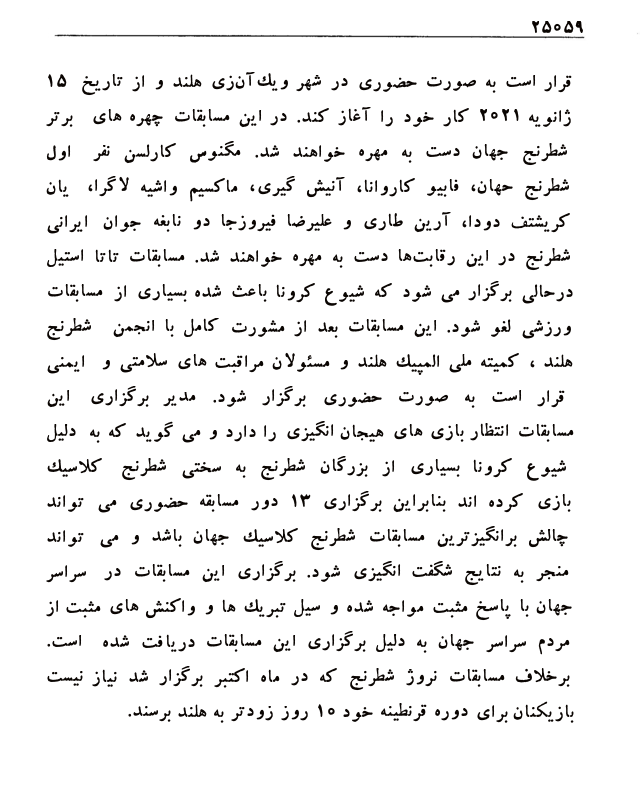 ۲۵۰۵۹
قرار است به صورت حضوری در شهر ویك‌آن‌زی هلند و از تاریخ ۱۵
ژانویه ۲۰۲۱ کار خود را آغاز کند. در این مسابقات چهره های برتر
شطرنج جهان دست به مهره خواهند شد. مگنوس کارلسن نفر اول
شطرنج حهان، فابیو کاروانا، آنیش گیری، ماکسیم واشیه لاگرا، یان
کریشتف دودا، آرین طاری و علیرضا فیروزجا دو نابغه جوان ایرانی
شطرنج در این رقابت‌ها دست به مهره خواهند شد. مسابقات تاتا استیل
درحالی برگزار می شود که شیوع کرونا باعث شده بسیاری از مسابقات
ورزشی لغو شود. این مسابقات بعد از مشورت کامل با انجمن شطرنج
هلند ، کمیته ملی المپیك هلند و مسئولان مراقبت های سلامتی و ایمنی
قرار است به صورت حضوری برگزار شود. مدیر برگزاری این
مسابقات انتظار بازی های هیجان انگیزی را دارد و می گوید که به دلیل
شیوع کرونا بسیاری از بزرگان شطرنج به سختی شطرنج کلاسیك
بازی کرده اند بنابراین برگزاری ۱۳ دور مسابقه حضوری می تواند
چالش برانگیزترین مسابقات شطرنج کلاسیك جهان باشد و می تواند
منجر به نتایج شگفت انگیزی شود. برگزاری این مسابقات در سراسر
جهان با پاسخ مثبت مواجه شده و سیل تبریك ها و واکنش های مثبت از
مردم سراسر جهان به دلیل برگزاری این مسابقات دریافت شده است.
برخلاف مسابقات نروژ شطرنج که در ماه اکتبر برگزار شد نیاز نیست
بازیکنان برای دوره قرنطینه خود ۱۰ روز زودتر به هلند برسند.